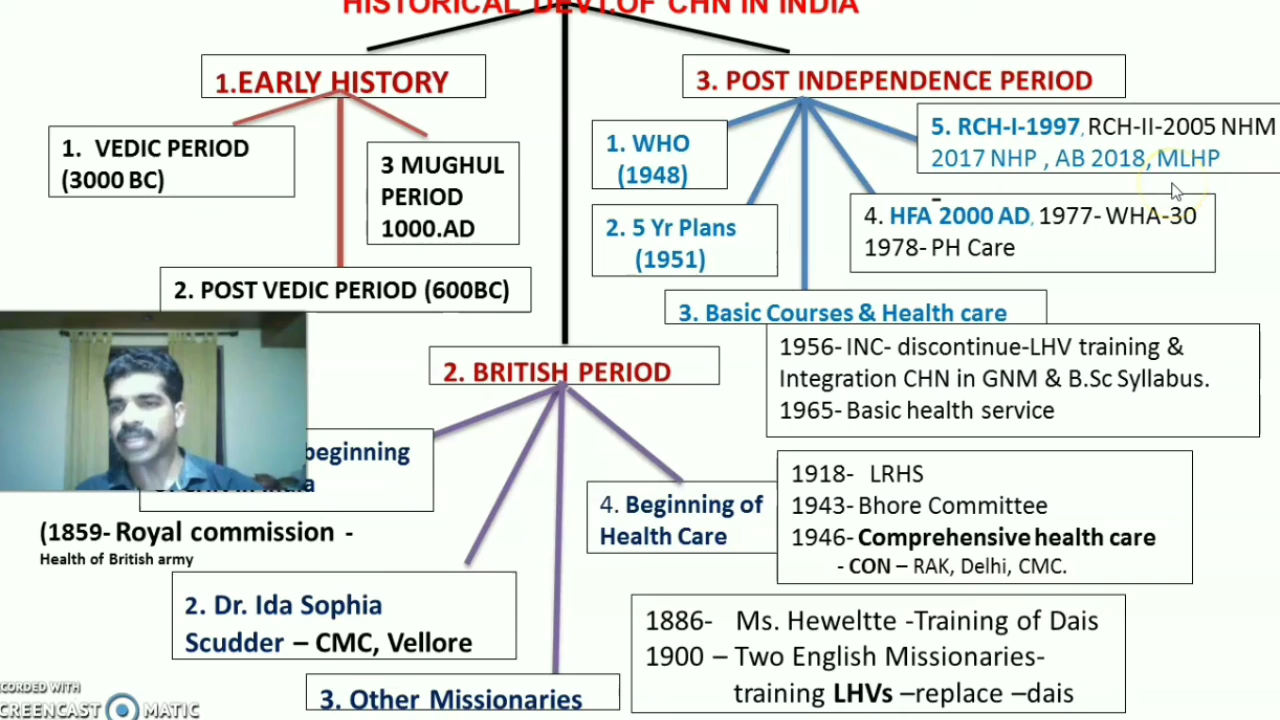 HISTORICAL DEVT.OF CHN IN INDIA
1.EARLY HISTORY
1. VEDIC PERIOD
(3000 BC)
3 MUGHUL
PERIOD
1000.AD
2. POST VEDIC PERIOD (600BC)
3. POST INDEPENDENCE PERIOD
1. WHO
(1948)
2. 5 Yr Plans
(1951)
5. RCH-I-1997, RCH-II-2005 NHM
2017 NHP , AB 2018, MLHP
4. HFA 2000 AD, 1977- WHA-30
1978- PH Care
3. Basic Courses & Health care
1956- INC- discontinue-LHV training &
Integration CHN in GNM & B.Sc Syllabus.
1965- Basic health service
2. BRITISH PERIOD
beginning
(1859- Royal commission -
Health of British army
2. Dr. Ida Sophia
Scudder – CMC, Vellore
3. Other Missionaries
1886- Ms. Heweltte -Training of Dais
1900 – Two English Missionaries-
training LHVs –replace –dais
4. Beginning of
Health Care
1918- LRHS
1943- Bhore Committee
1946- Comprehensive health care
- CON – RAK, Delhi, CMC.
RECORDED WITH
SCREENCAST MATIC